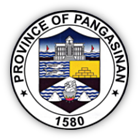 PROVINCE OF PANGASINAN
1580